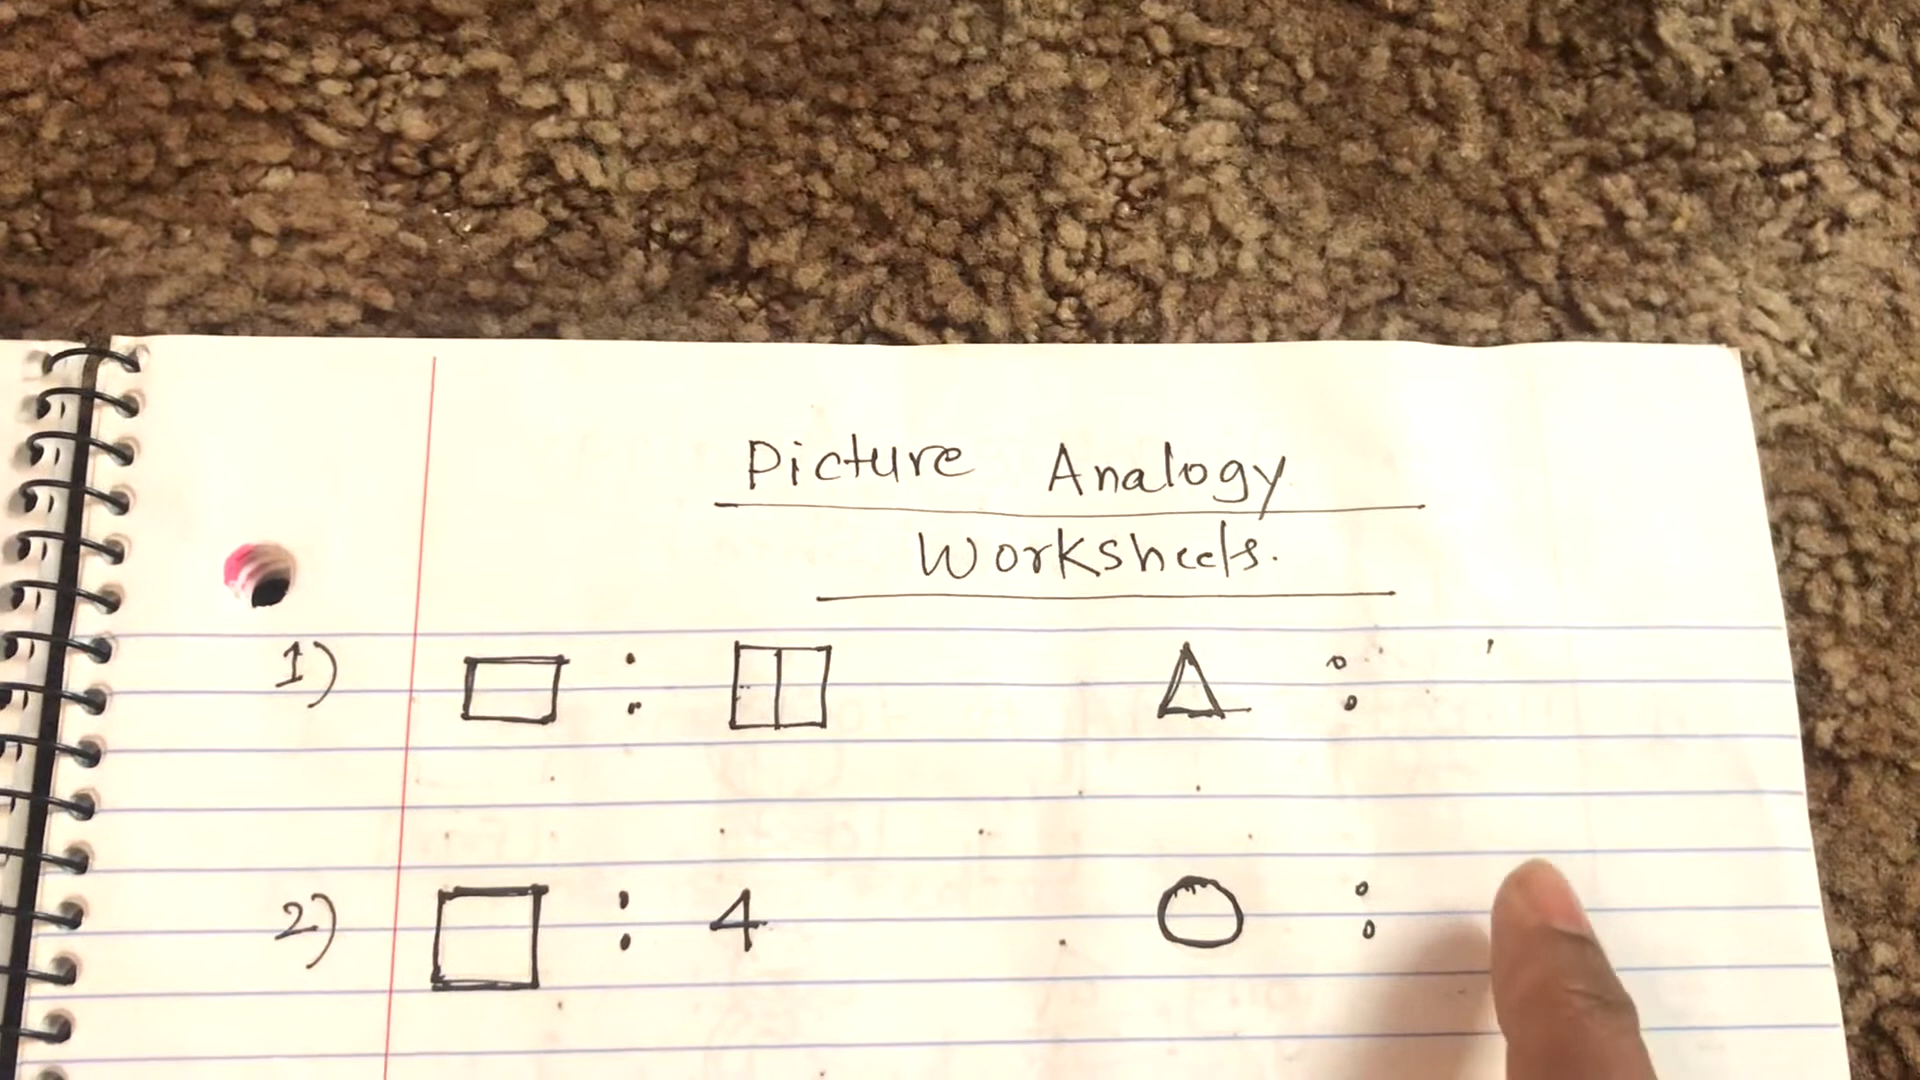 Picture Analogy
Worksheets.
1) : :
2) : 4 :